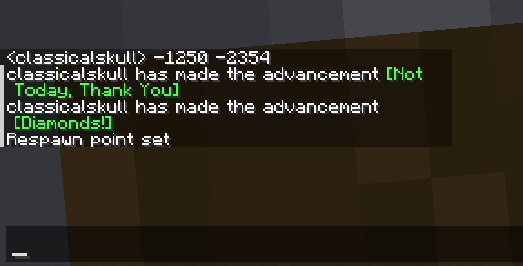 <classicalskull> -1250 -2354
classicalskull has made the advancement [Not
Today, Thank You]
classicalskull has made the advancement
[Diamonds!]
Respawn point set
_